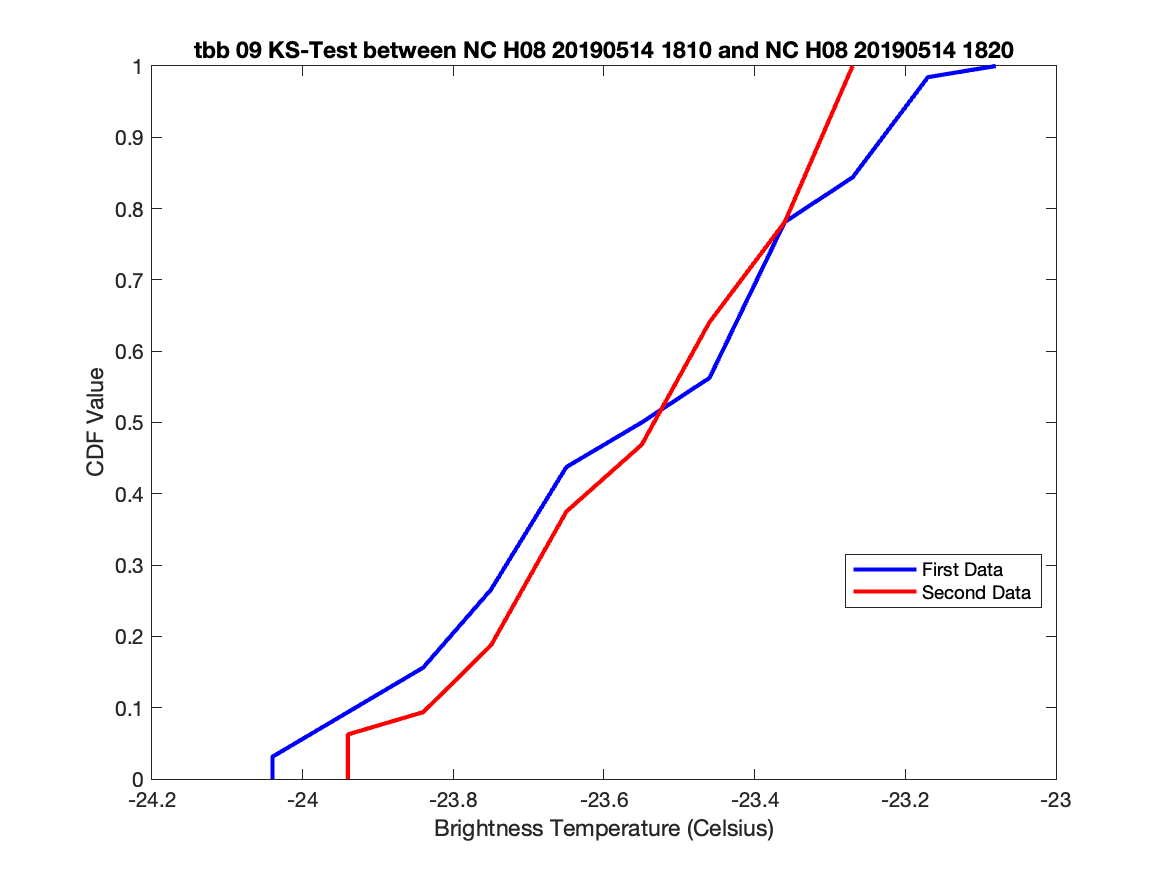 tbb 09 KS-Test between NC H08 20190514 1810 and NC H08 20190514 1820
1
0.9
0.8
0.7
0.6
0.5
0.4
0.3
0.2
0.1
0
CDF Value
First Data
Second Data
-24.2 -24 -23.8 -23.6 -23.4 -23.2 -23
Brightness Temperature (Celsius)